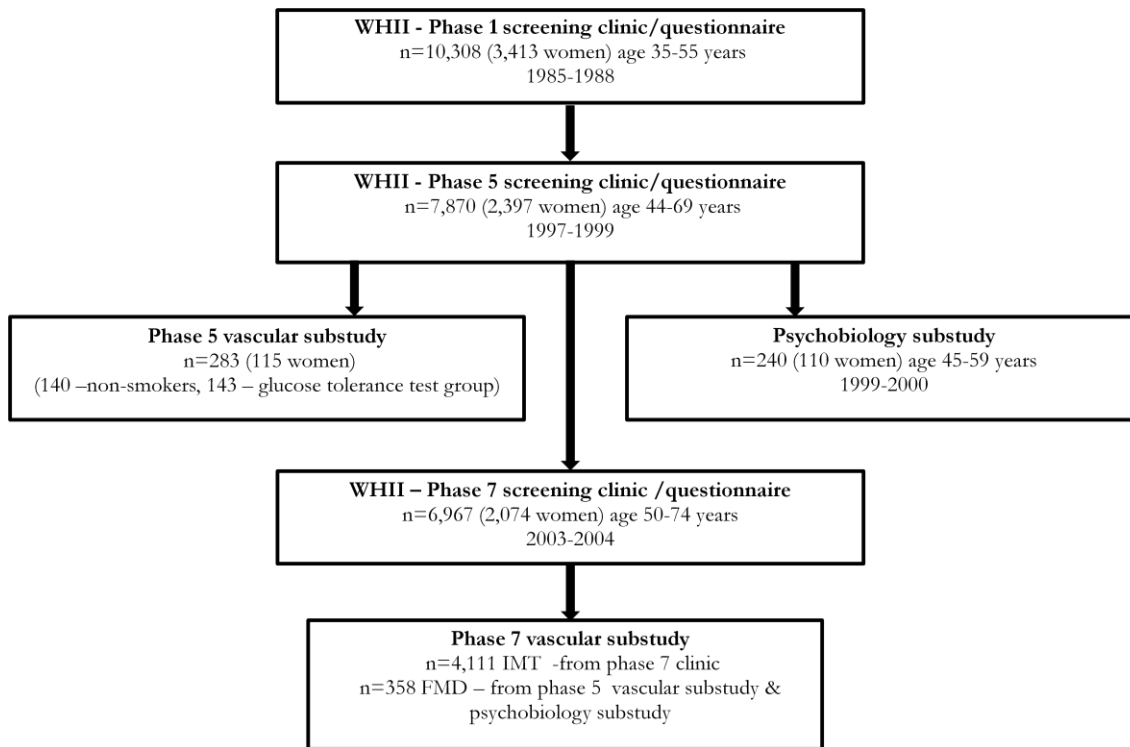 WHII - Phase 1 screening clinic/questionnaire
n=10,308 (3,413 women) age 35-55 years
1985-1988
WHII - Phase 5 screening clinic/questionnaire
n=7,870 (2,397 women) age 44-69 years
1997-1999
Phase 5 vascular substudy
n=283 (115 women)
(140 –non-smokers, 143 – glucose tolerance test group)
Psychobiology substudy
n=240 (110 women) age 45-59 years
1999-2000
WHII – Phase 7 screening clinic /questionnaire
n=6,967 (2,074 women) age 50-74 years
2003-2004
Phase 7 vascular substudy
n=4,111 IMT -from phase 7 clinic
n=358 FMD – from phase 5 vascular substudy &
psychobiology substudy